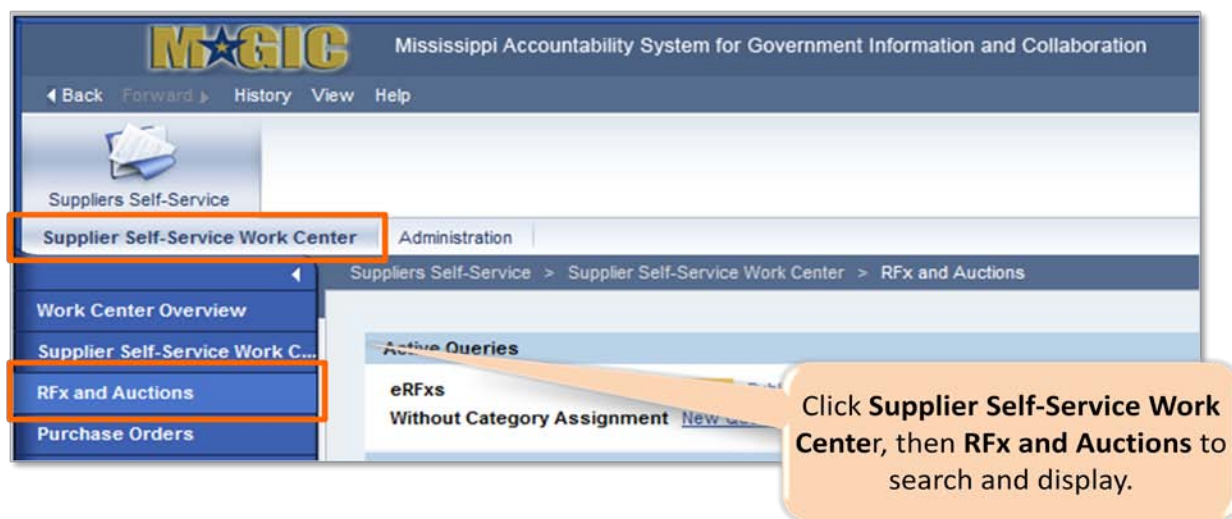 MAGIC Mississippi Accountability System for Government Information and Collaboration
Back Forward History View Help
Suppliers Self-Service
Supplier Self-Service Work Center Administration
Suppliers Self-Service > Supplier Self-Service Work Center > RFx and Auctions
Work Center Overview
Supplier Self-Service Work C...
Active Queries
RFx and Auctions
eRFxs
Without Category Assignment New
Purchase Orders
Click Supplier Self-Service Work
Center, then RFx and Auctions to
search and display.